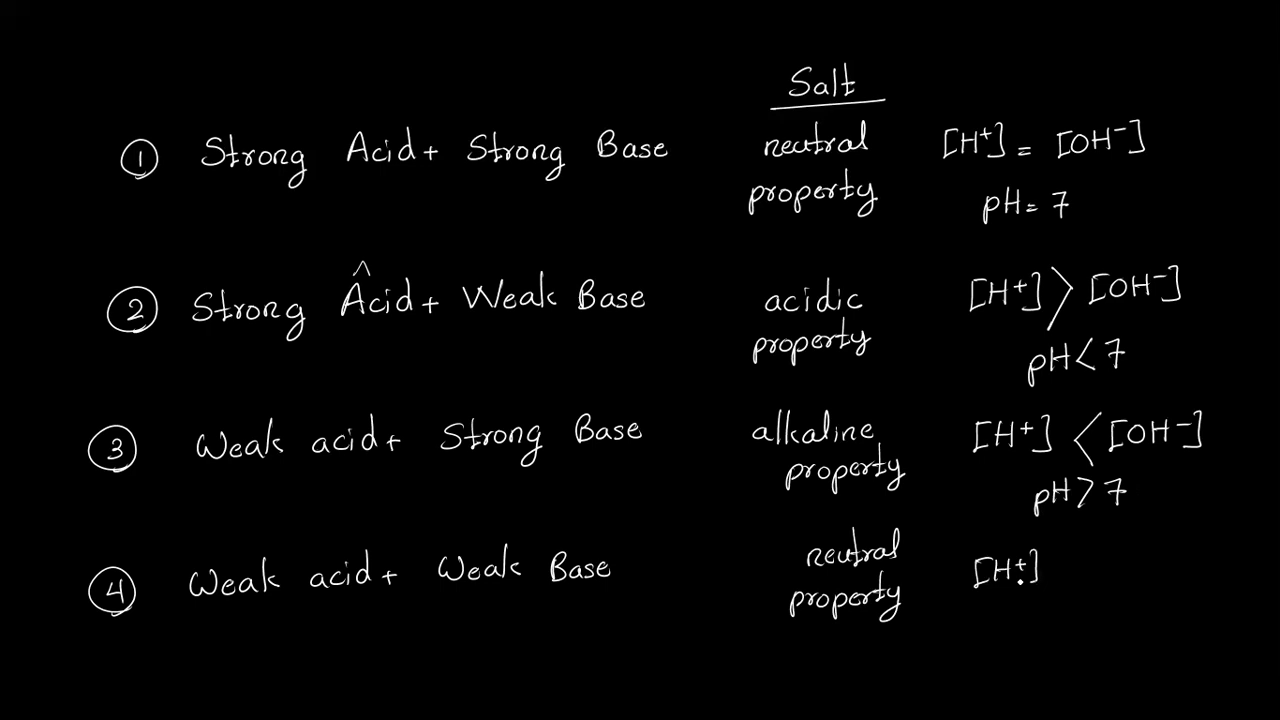 Salt
① Strong Acid + Strong Base neutral [H⁺] = [OH⁻]
property pH = 7
② Strong Acid + Weak Base acidic [H⁺] > [OH⁻]
property pH < 7
③ Weak acid + Strong Base alkaline [H⁺] < [OH⁻]
property pH > 7
④ Weak acid + Weak Base neutral [H⁺]
property